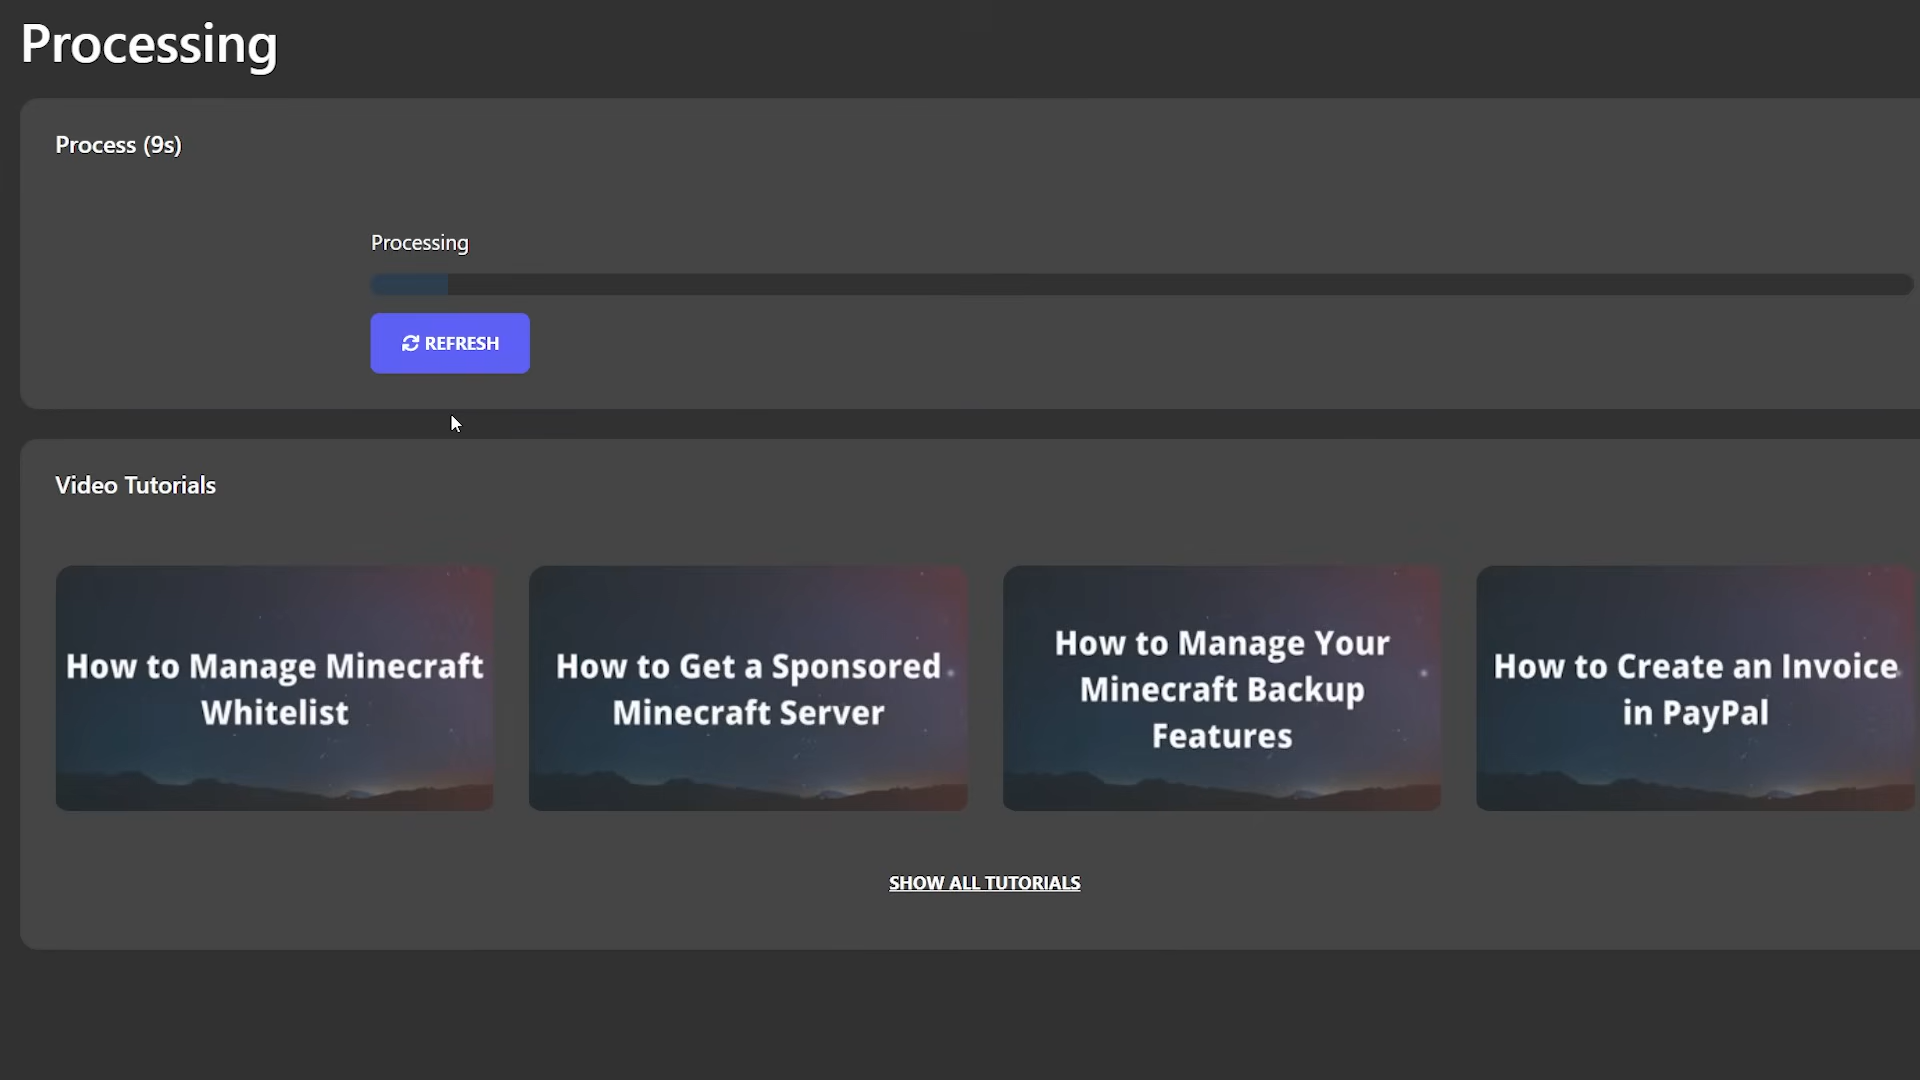 Processing
Process (9s)
Processing
REFRESH
Video Tutorials
How to Manage Minecraft
Whitelist
How to Get a Sponsored
Minecraft Server
How to Manage Your
Minecraft Backup
Features
How to Create an Invoice
in PayPal
SHOW ALL TUTORIALS